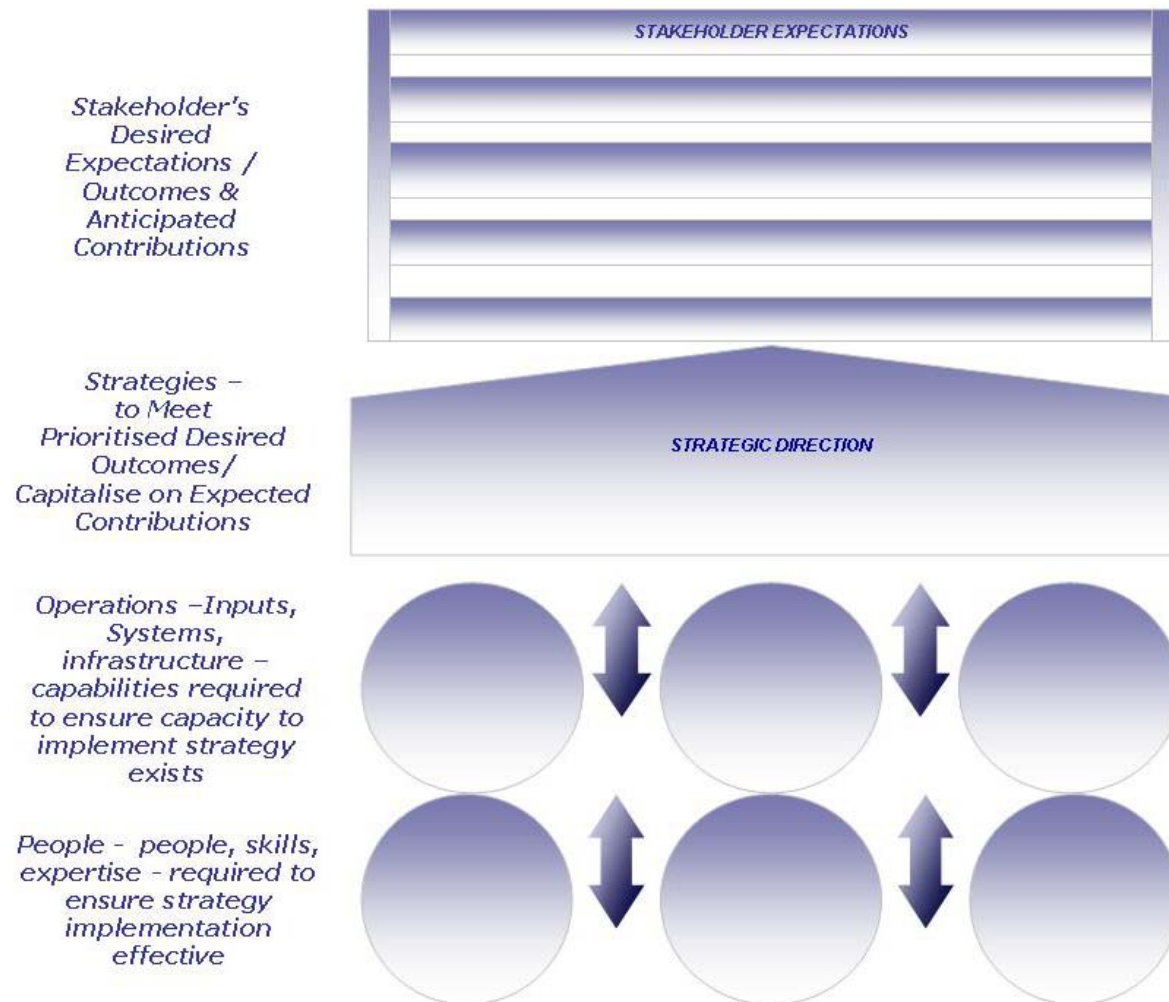 STAKEHOLDER EXPECTATIONS
Stakeholder's
Desired
Expectations /
Outcomes &
Anticipated
Contributions
Strategies –
to Meet
Prioritised Desired
Outcomes/
Capitalise on Expected
Contributions
STRATEGIC DIRECTION
Operations –Inputs,
Systems,
infrastructure –
capabilities required
to ensure capacity to
implement strategy
exists
People - people, skills,
expertise - required to
ensure strategy
implementation
effective